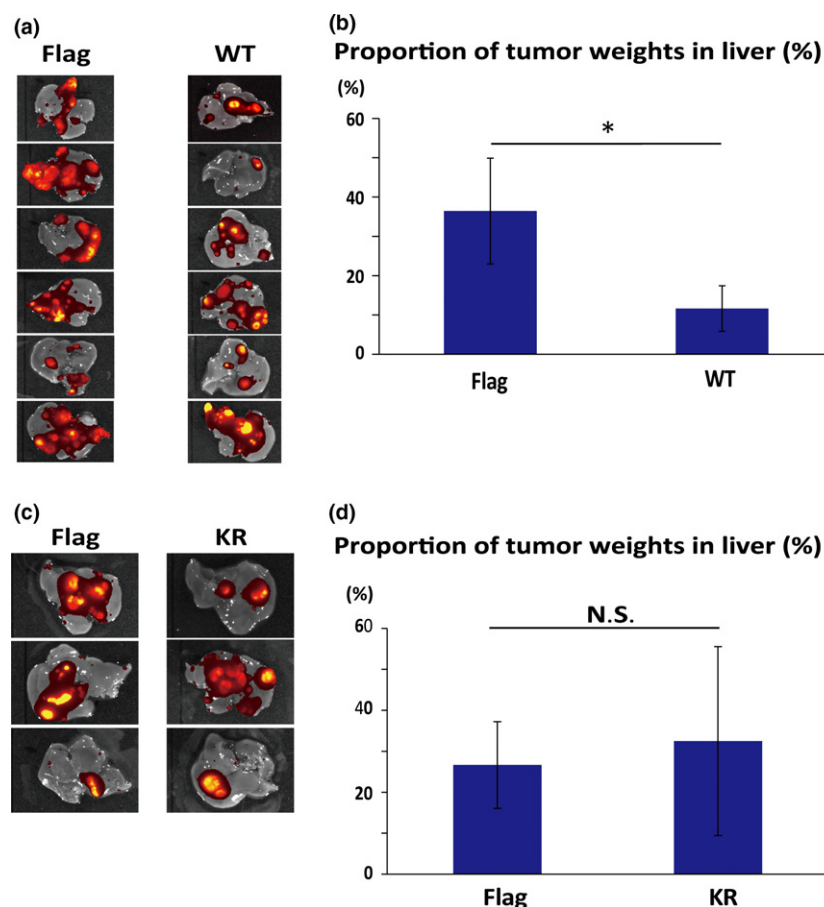 (a)
Flag WT
(b)
Proportion of tumor weights in liver (%)
(%)
60
*
40
20
0
Flag WT
(c)
Flag KR
(d)
Proportion of tumor weights in liver (%)
(%)
60
N.S.
40
20
0
Flag KR